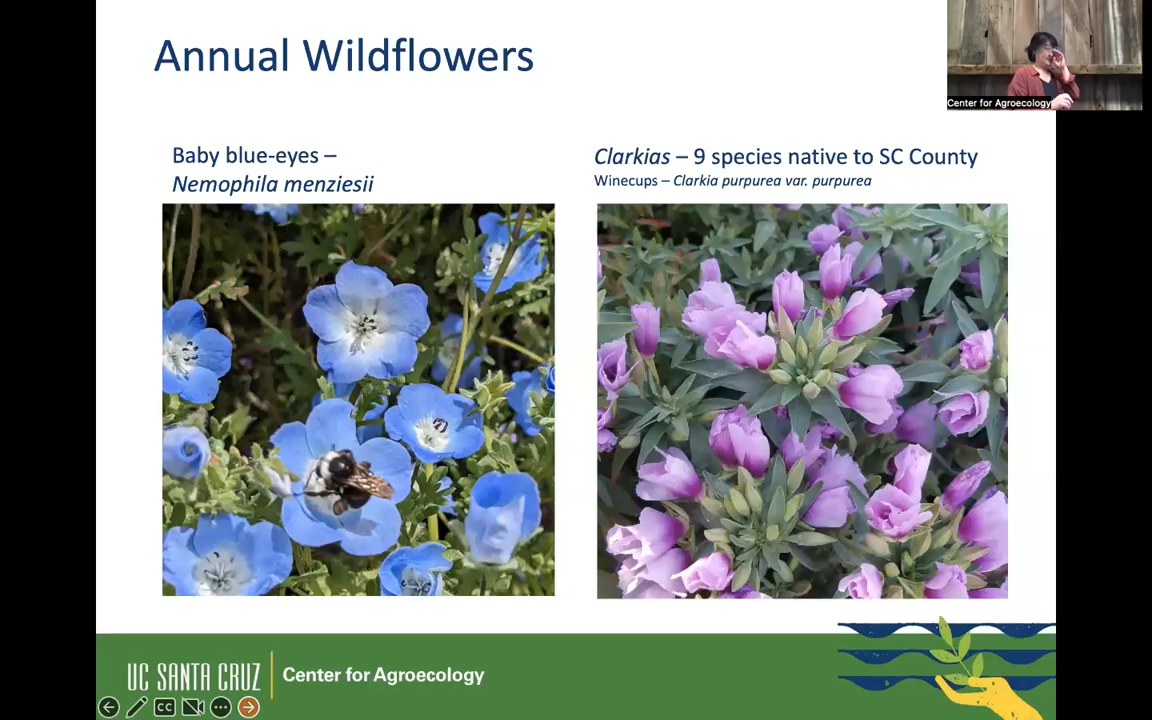 Annual Wildflowers
Center for Agroecology
Baby blue-eyes –
Nemophila menziesii
Clarkias – 9 species native to SC County
Winecups – Clarkia purpurea var. purpurea
UC SANTA CRUZ
Center for Agroecology
CC